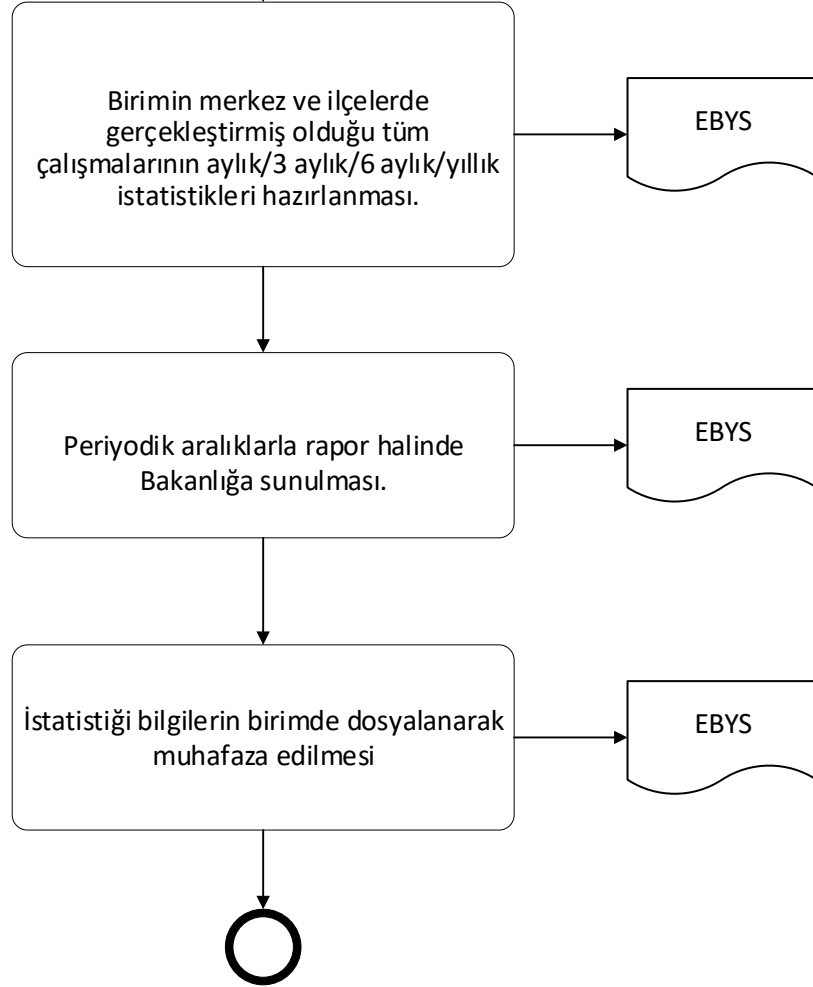 Birimin merkez ve ilçelerde
gerçekleştirmiş olduğu tüm
çalışmalarının aylık/3 aylık/6 aylık/yıllık
istatistikleri hazırlanması.
EBYS
Periyodik aralıklarla rapor halinde
Bakanlığa sunulması.
EBYS
İstatistiği bilgilerin birimde dosyalanarak
muhafaza edilmesi
EBYS